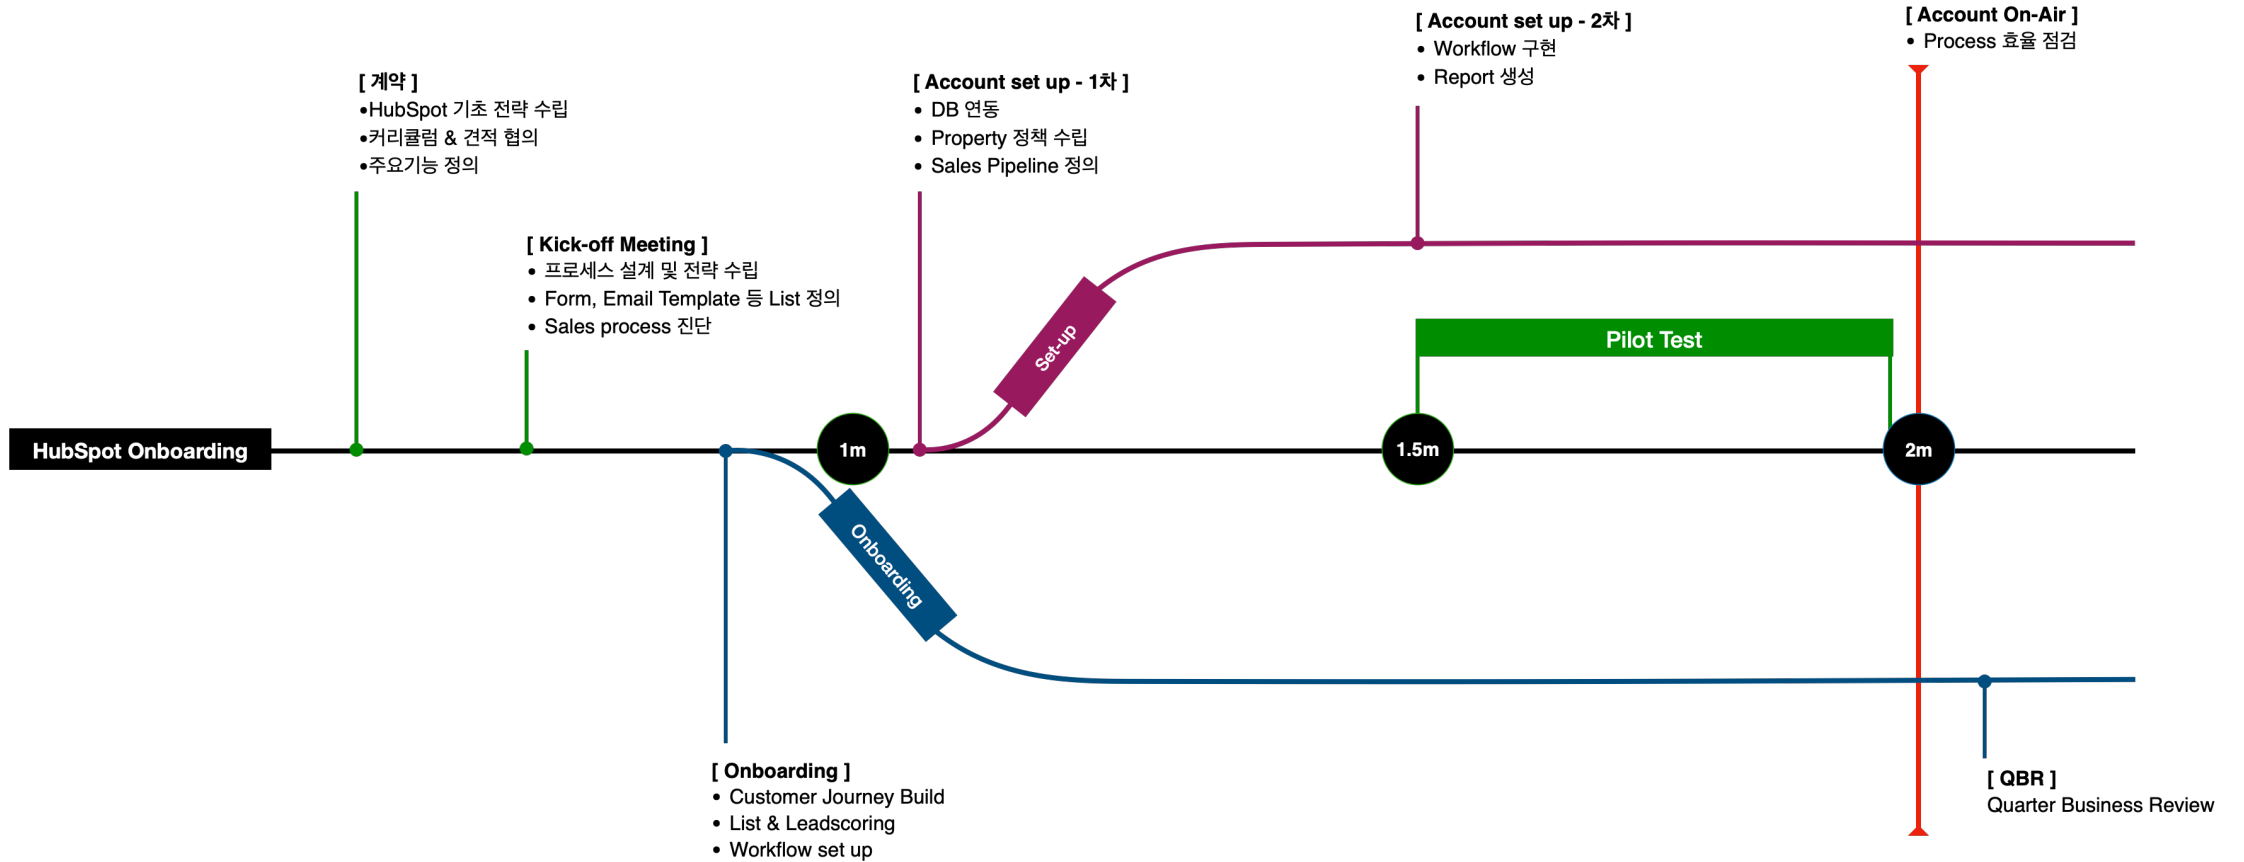 [ 계약 ]
•HubSpot 기초 전략 수립
•커리큘럼 & 견적 협의
•주요기능 정의
[ Kick-off Meeting ]
• 프로세스 설계 및 전략 수립
• Form, Email Template 등 List 정의
• Sales process 진단
[ Account set up - 1차 ]
• DB 연동
• Property 정책 수립
• Sales Pipeline 정의
[ Account set up - 2차 ]
• Workflow 구현
• Report 생성
[ Account On-Air ]
• Process 효율 점검
Set-up
Pilot Test
HubSpot Onboarding
1m
1.5m
2m
Onboarding
[ Onboarding ]
• Customer Journey Build
• List & Leadscoring
• Workflow set up
[ QBR ]
Quarter Business Review